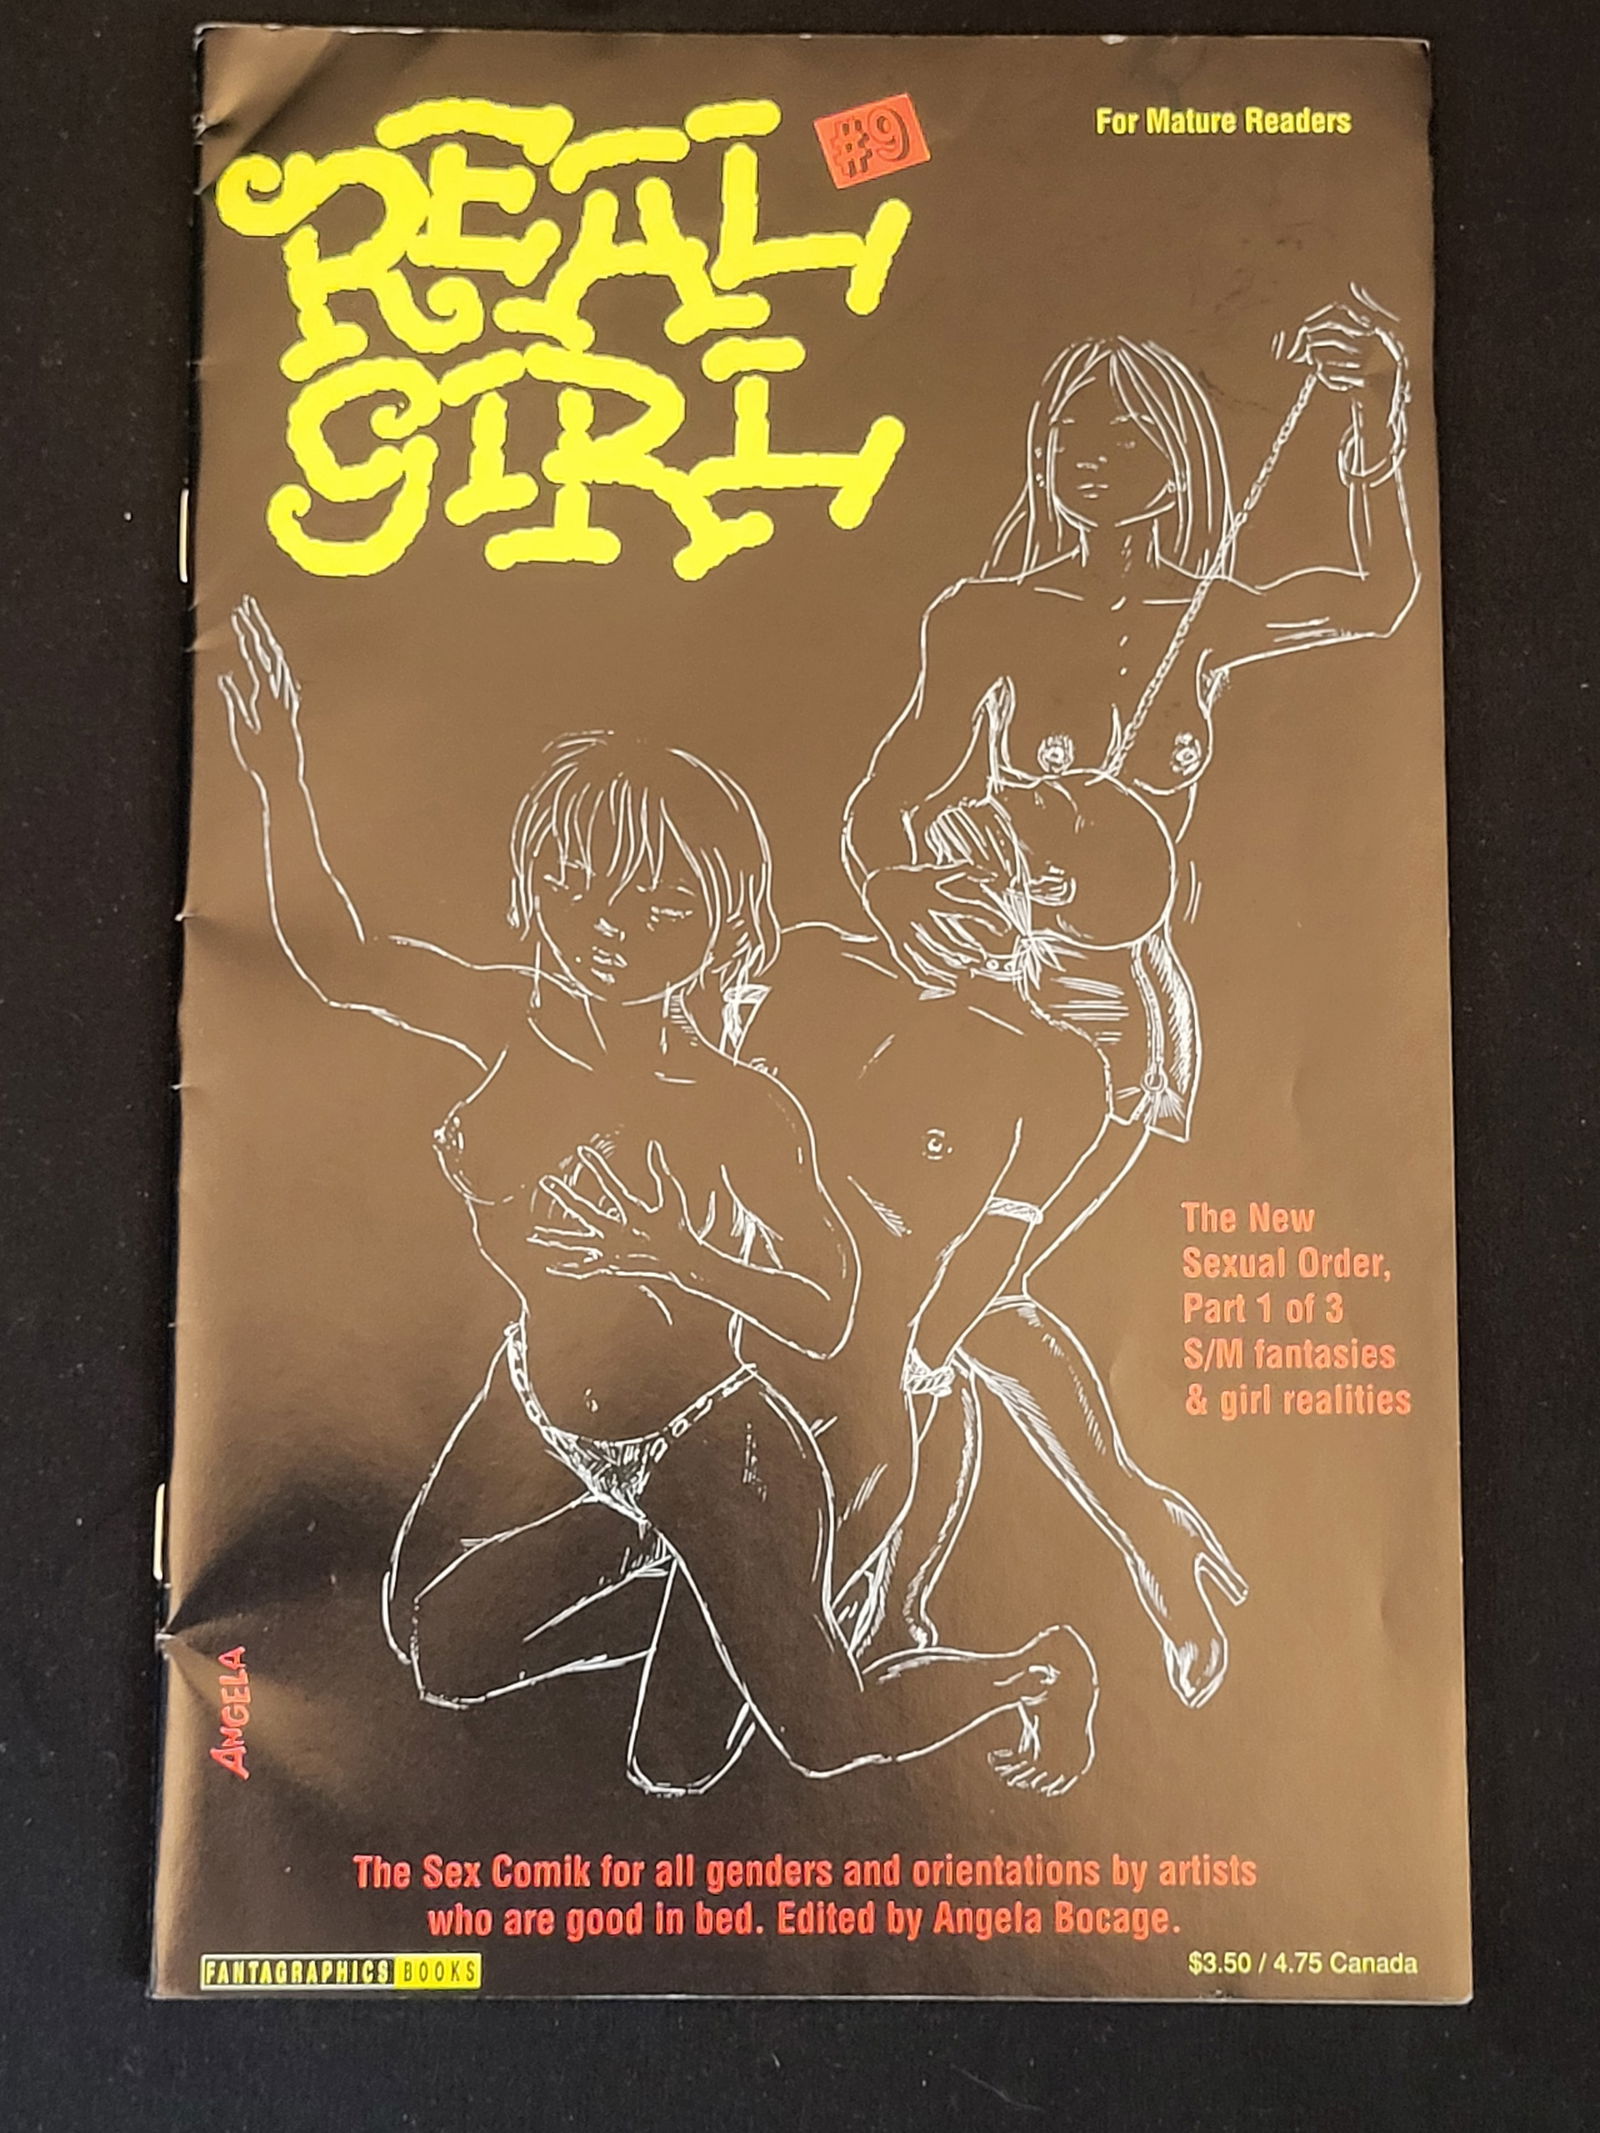 REAL
GIRL
#9
For Mature Readers
The New
Sexual Order,
Part 1 of 3
S/M fantasies
& girl realities
ANGELA
The Sex Comik for all genders and orientations by artists
who are good in bed. Edited by Angela Bocage.
FANTAGRAPHICS BOOKS
$3.50 / 4.75 Canada